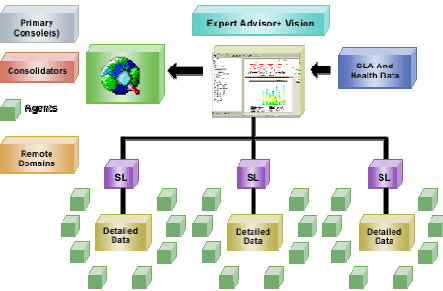 Primary
Console(s)
Expert Advisor+ Vision
Consolidators
CLA And
Health Data
Agents
Remote
Domains
SL
SL
SL
Detailed
Data
Detailed
Data
Detailed
Data